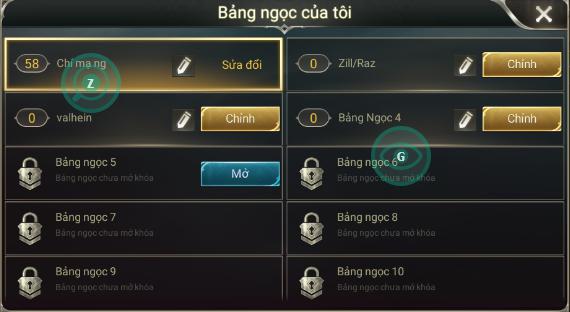 Bảng ngọc của tôi
58 Chí mạng Sửa đổi
0 Zill/Raz Chỉnh
Z
0 valhein Chỉnh
0 Bảng Ngọc 4 Chỉnh
Bảng ngọc 5
Bảng ngọc chưa mở khóa
Mở
Bảng ngọc 6
G
Bảng ngọc chưa mở khóa
Bảng ngọc 7
Bảng ngọc chưa mở khóa
Bảng ngọc 8
Bảng ngọc chưa mở khóa
Bảng ngọc 9
Bảng ngọc chưa mở khóa
Bảng ngọc 10
Bảng ngọc chưa mở khóa